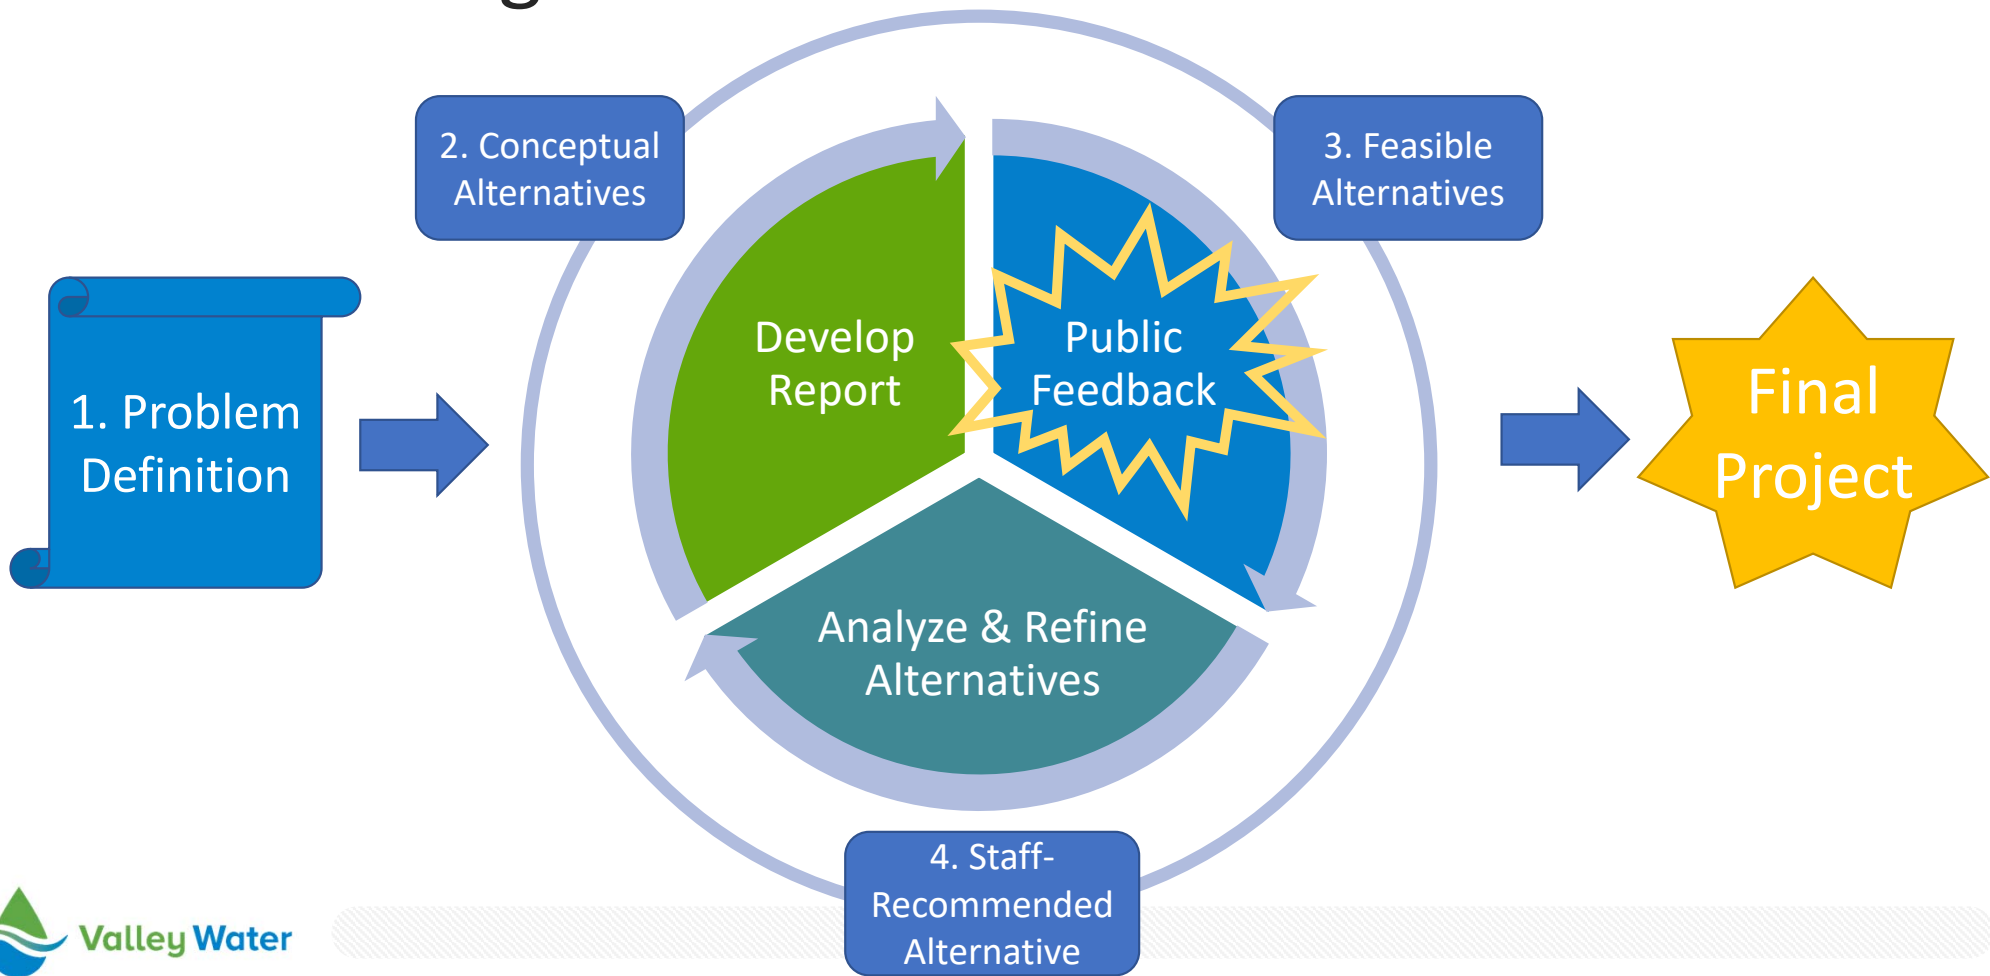 2. Conceptual
Alternatives
3. Feasible
Alternatives
1. Problem
Definition
Develop
Report
Public
Feedback
Analyze & Refine
Alternatives
Final
Project
4. Staff-
Recommended
Alternative
Valley Water